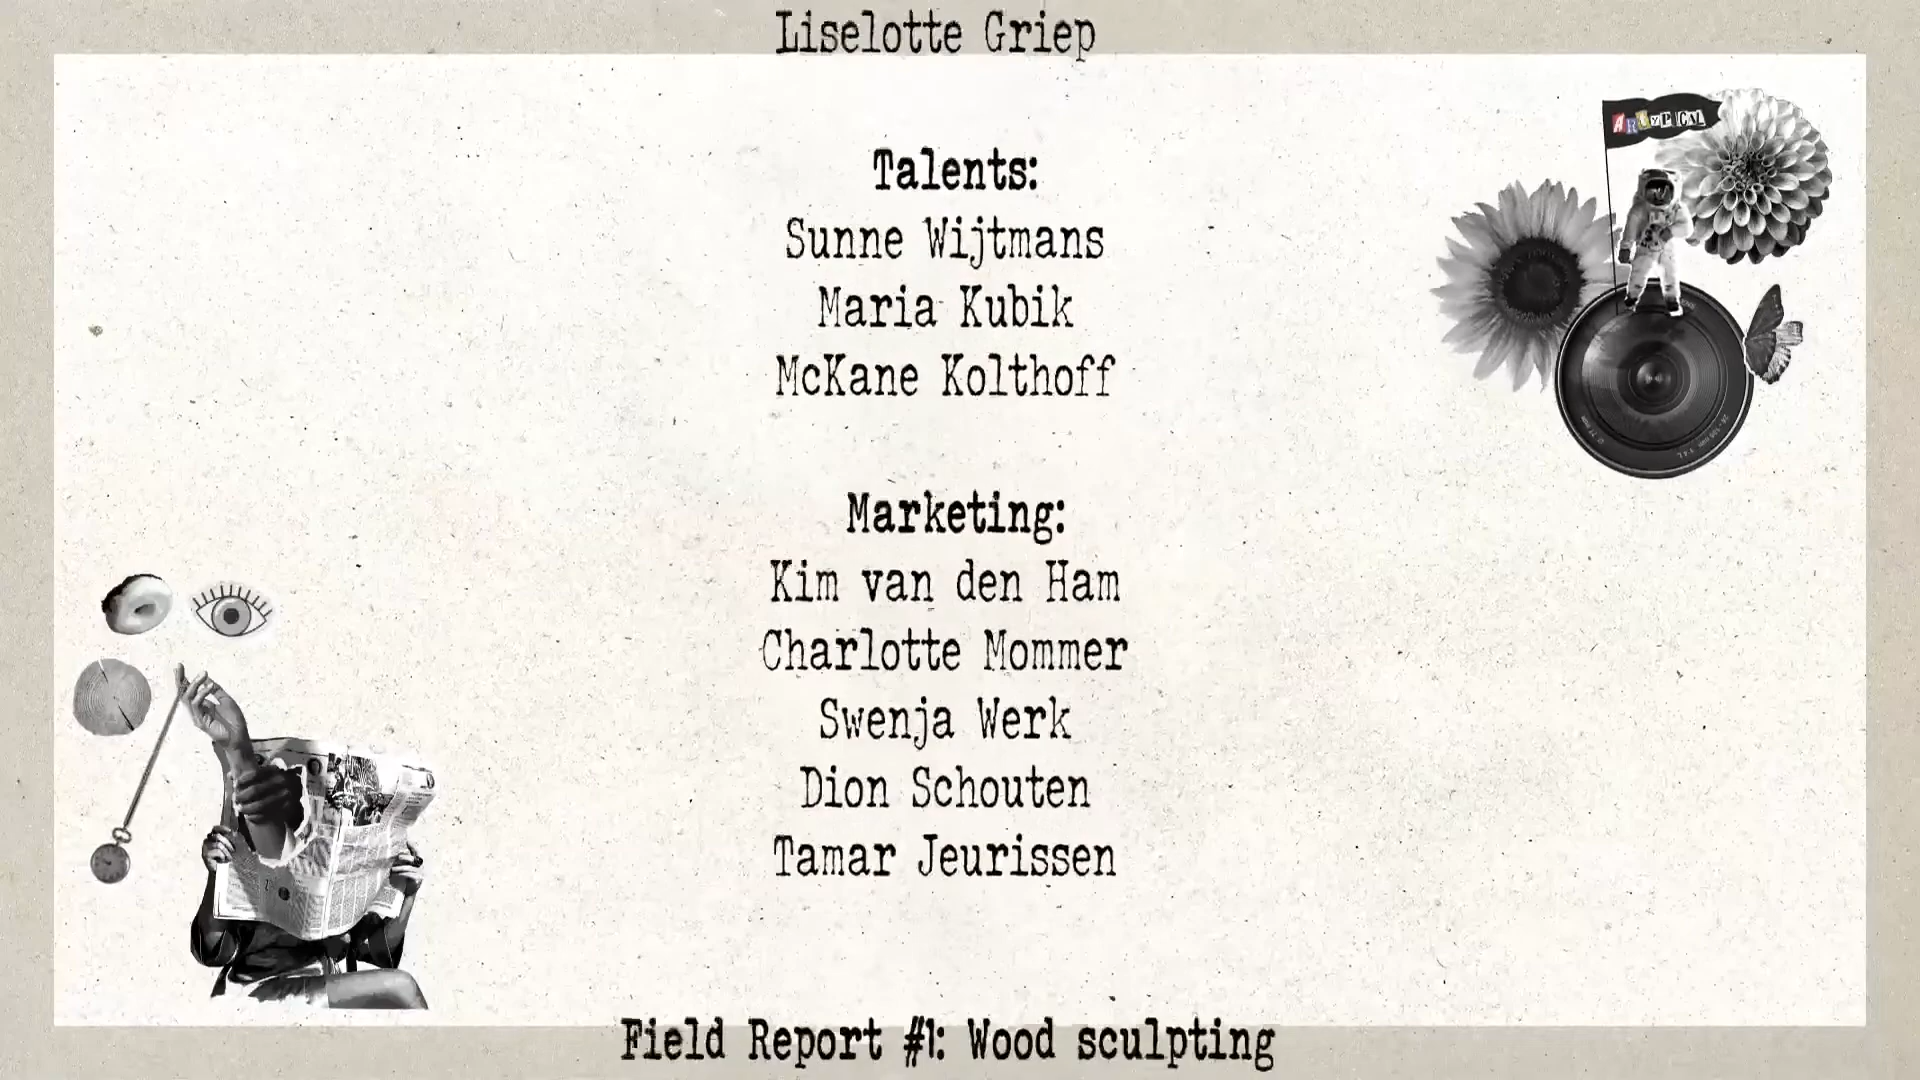 Liselotte Griep
ARtyPICAL
Talents:
Sunne Wijtmans
Maria Kubik
McKane Kolthoff
Marketing:
Kim van den Ham
Charlotte Mommer
Swenja Werk
Dion Schouten
Tamar Jeurissen
Field Report #1: Wood sculpting